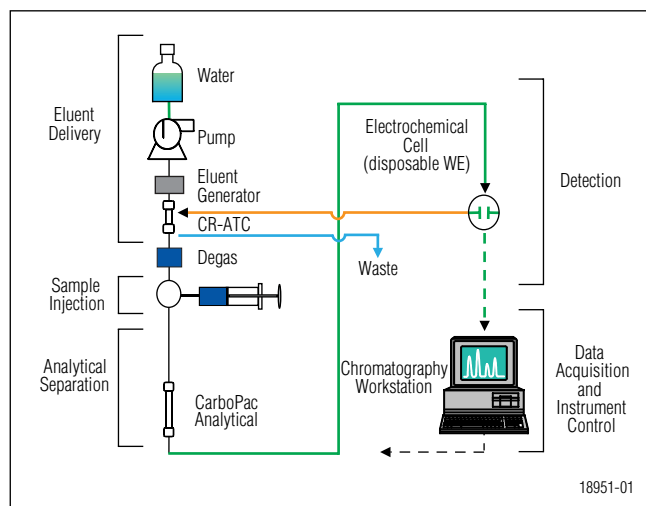 Water
Eluent
Delivery
Pump
Eluent
Generator
CR-ATC
Degas
Sample
Injection
Analytical
Separation
CarboPac
Analytical
Electrochemical
Cell
(disposable WE)
Detection
Waste
Chromatography
Workstation
Data
Acquisition
and
Instrument
Control
18951-01